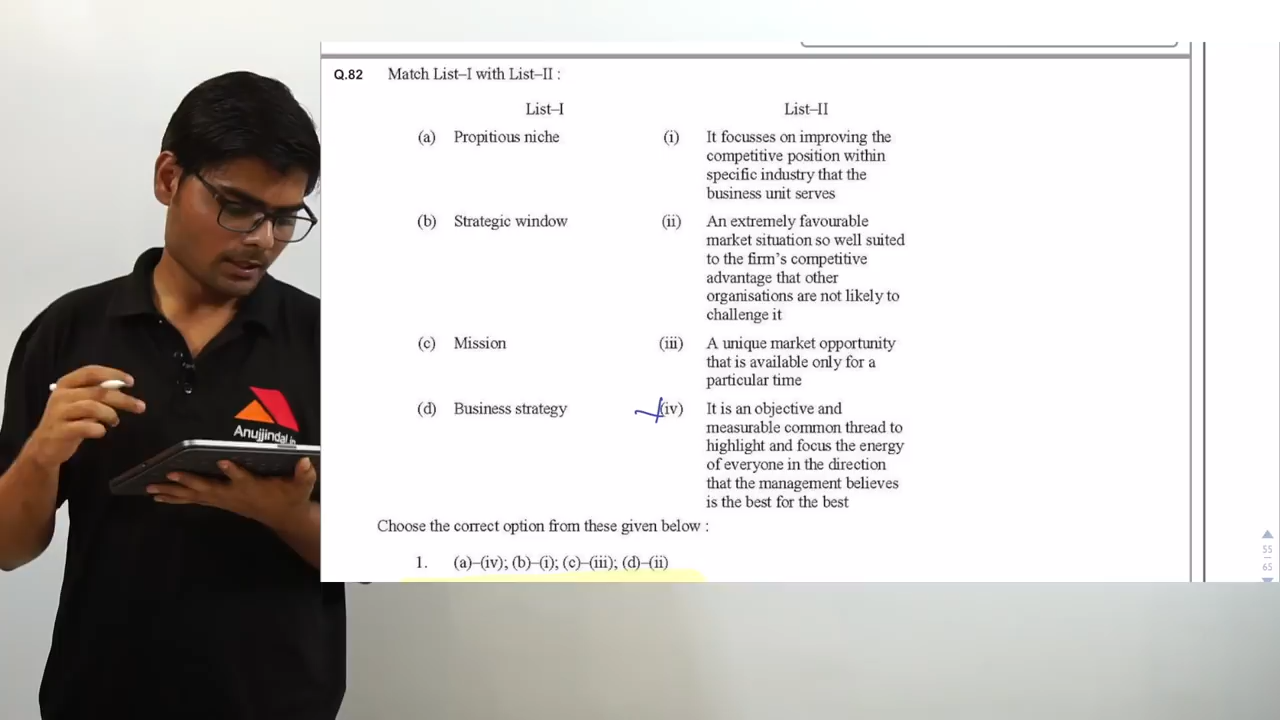 Q.82 Match List–I with List–II :
List–I List–II
(a) Propitious niche (i) It focusses on improving the
competitive position within
specific industry that the
business unit serves
(b) Strategic window (ii) An extremely favourable
market situation so well suited
to the firm's competitive
advantage that other
organisations are not likely to
challenge it
(c) Mission (iii) A unique market opportunity
that is available only for a
particular time
(d) Business strategy (iv) It is an objective and
measurable common thread to
highlight and focus the energy
of everyone in the direction
that the management believes
is the best for the best
Choose the correct option from these given below :
1. (a)–(iv); (b)–(i); (c)–(iii); (d)–(ii)
Anujjindal.in
55
65